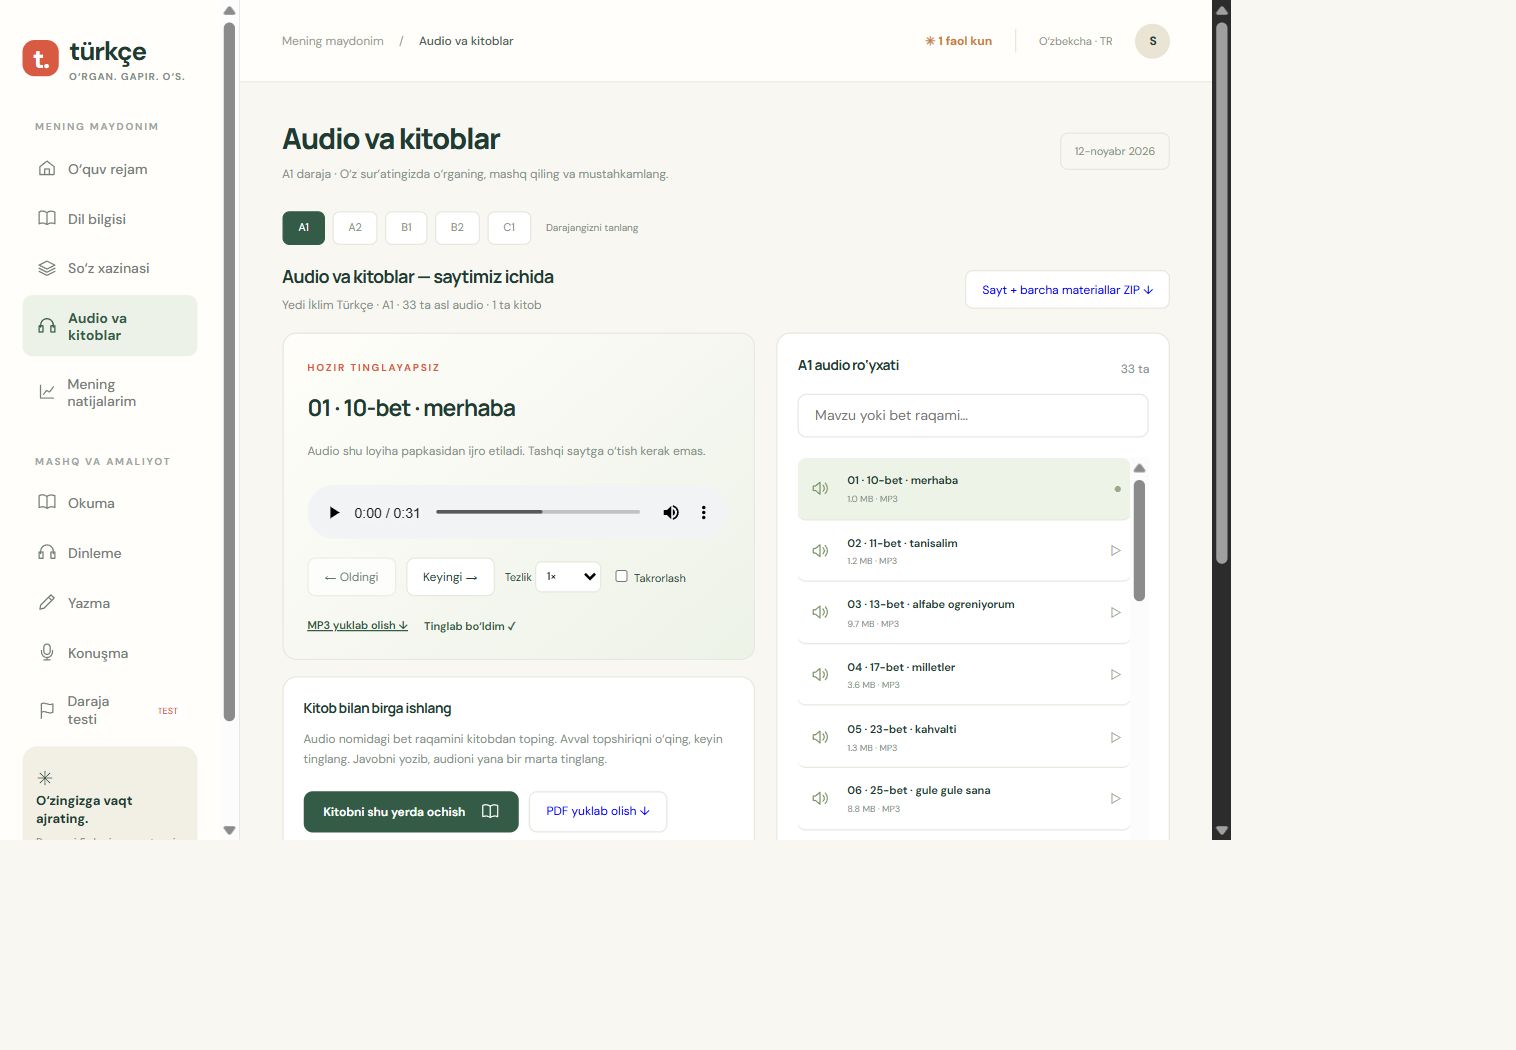 t.
türkçe
O‘RGAN. GAPIR. O‘S.
MENING MAYDONIM
O‘quv rejam
Dil bilgisi
So‘z xazinasi
Audio va
kitoblar
Mening
natijalarim
MASHQ VA AMALIYOT
Okuma
Dinleme
Yazma
Konuşma
Daraja
testi
TEST
O‘zingizga vaqt
ajrating.
Mening maydonim / Audio va kitoblar
1 faol kun
O‘zbekcha · TR
S
Audio va kitoblar
A1 daraja · O‘z sur’atingizda o‘rganing, mashq qiling va mustahkamlang.
12-noyabr 2026
A1
A2
B1
B2
C1
Darajangizni tanlang
Audio va kitoblar — saytimiz ichida
Yedi İklim Türkçe · A1 · 33 ta asl audio · 1 ta kitob
Sayt + barcha materiallar ZIP ↓
HOZIR TINGLAYAPSIZ
01 · 10-bet · merhaba
Audio shu loyiha papkasidan ijro etiladi. Tashqi saytga o‘tish kerak emas.
0:00 / 0:31
← Oldingi
Keyingi →
Tezlik
1×
Takrorlash
MP3 yuklab olish ↓
Tinglab bo‘ldim ✓
Kitob bilan birga ishlang
Audio nomidagi bet raqamini kitobdan toping. Avval topshiriqni o‘qing, keyin
tinglang. Javobni yozib, audioni yana bir marta tinglang.
Kitobni shu yerda ochish
PDF yuklab olish ↓
A1 audio ro‘yxati
33 ta
Mavzu yoki bet raqami...
01 · 10-bet · merhaba
1.0 MB · MP3
02 · 11-bet · tanisalim
1.2 MB · MP3
03 · 13-bet · alfabe ogreniyorum
9.7 MB · MP3
04 · 17-bet · milletler
3.6 MB · MP3
05 · 23-bet · kahvalti
1.3 MB · MP3
06 · 25-bet · gule gule sana
8.8 MB · MP3